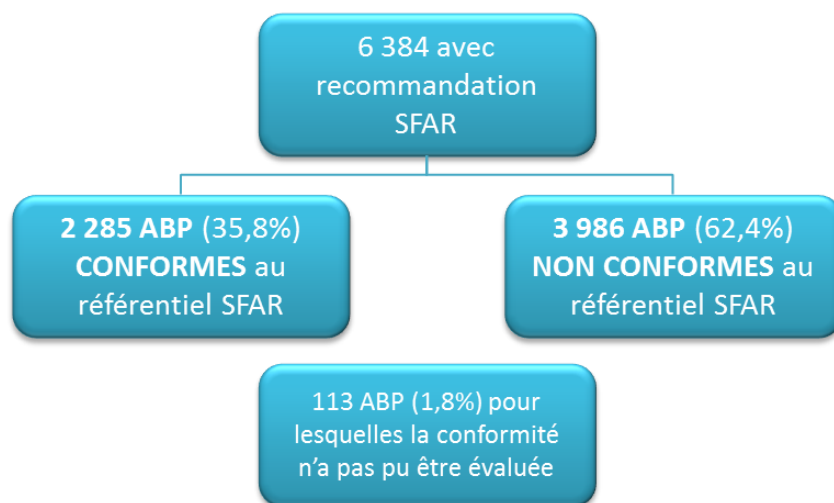 6 384 avec
recommandation
SFAR
2 285 ABP (35,8%)
CONFORMES au
référentiel SFAR
3 986 ABP (62,4%)
NON CONFORMES au
référentiel SFAR
113 ABP (1,8%) pour
lesquelles la conformité
n'a pas pu être évaluée